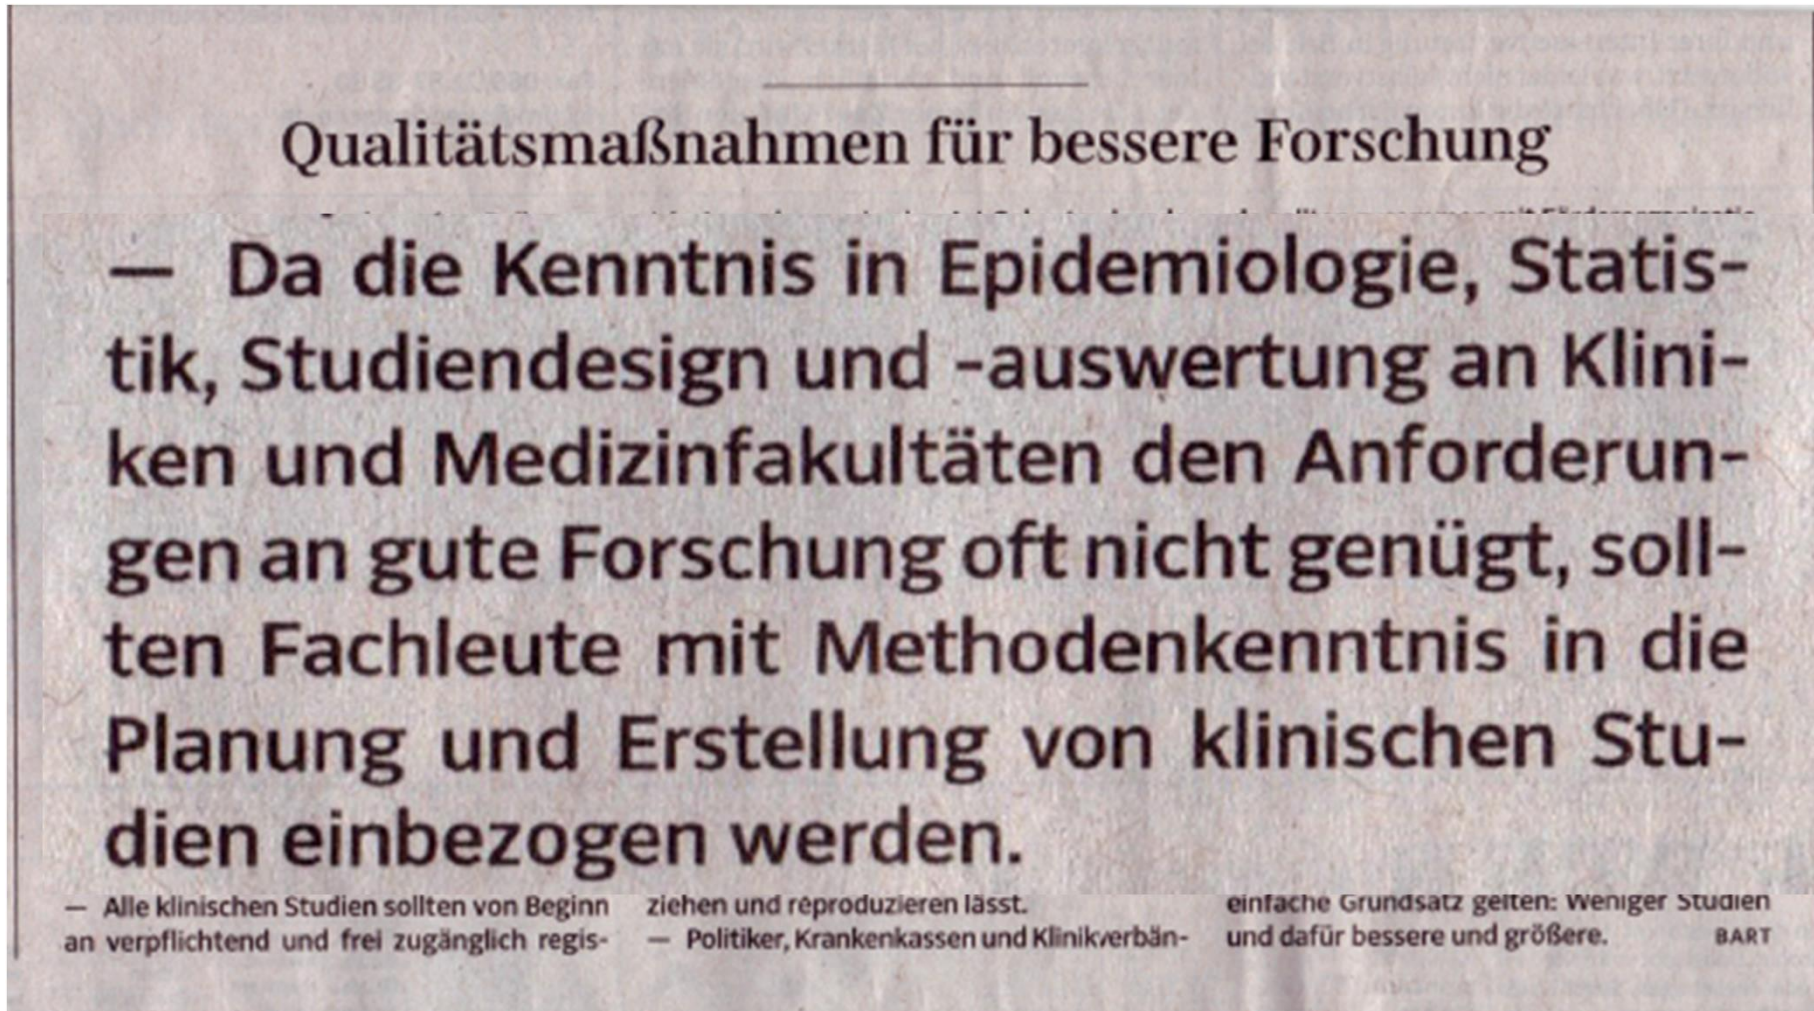 Qualitätsmaßnahmen für bessere Forschung
— Da die Kenntnis in Epidemiologie, Statis-
tik, Studiendesign und -auswertung an Klini-
ken und Medizinfakultäten den Anforderun-
gen an gute Forschung oft nicht genügt, soll-
ten Fachleute mit Methodenkenntnis in die
Planung und Erstellung von klinischen Stu-
dien einbezogen werden.
— Alle klinischen Studien sollten von Beginn
an verpflichtend und frei zugänglich regis-
ziehen und reproduzieren lässt.
— Politiker, Krankenkassen und Klinikverbän-
einfache Grundsatz gelten: Weniger Studien
und dafür bessere und größere. BART